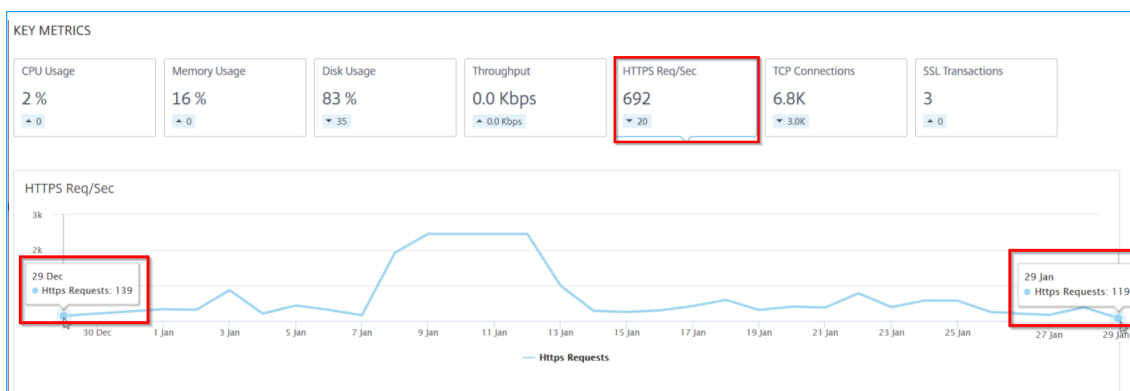 KEY METRICS
CPU Usage Memory Usage Disk Usage Throughput HTTPS Req/Sec TCP Connections SSL Transactions
2 % 16 % 83 % 0.0 Kbps 692 6.8K 3
0 0 35 0.0 Kbps 20 3.0K 0
HTTPS Req/Sec
3k
2k
29 Dec
Https Requests: 139
29 Jan
Https Requests: 119
30 Dec 1 Jan 3 Jan 5 Jan 7 Jan 9 Jan 11 Jan 13 Jan 15 Jan 17 Jan 19 Jan 21 Jan 23 Jan 25 Jan 27 Jan 29 Jan
Https Requests